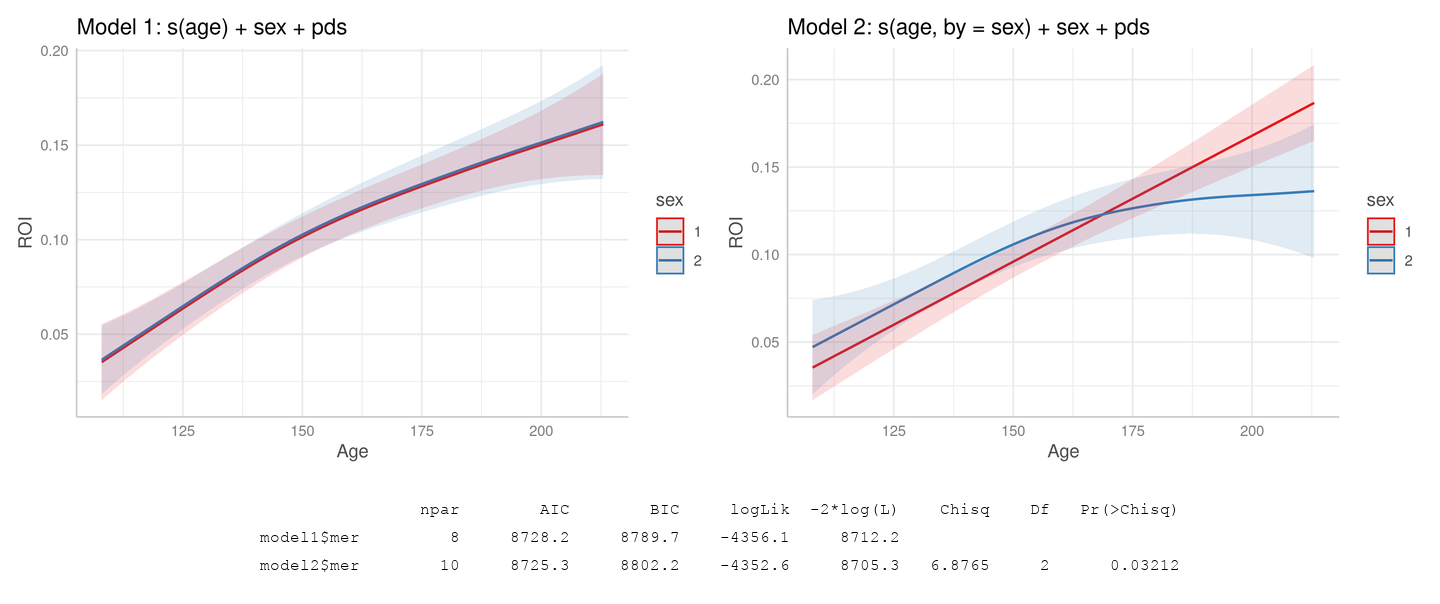 Model 1: s(age) + sex + pds
0.20
0.15
0.10
0.05
ROI
125 150 175 200
Age
sex
1
2
Model 2: s(age, by = sex) + sex + pds
0.20
0.15
0.10
0.05
ROI
125 150 175 200
Age
sex
1
2
npar AIC BIC logLik -2*log(L) Chisq Df Pr(>Chisq)
model1$mer 8 8728.2 8789.7 -4356.1 8712.2
model2$mer 10 8725.3 8802.2 -4352.6 8705.3 6.8765 2 0.03212